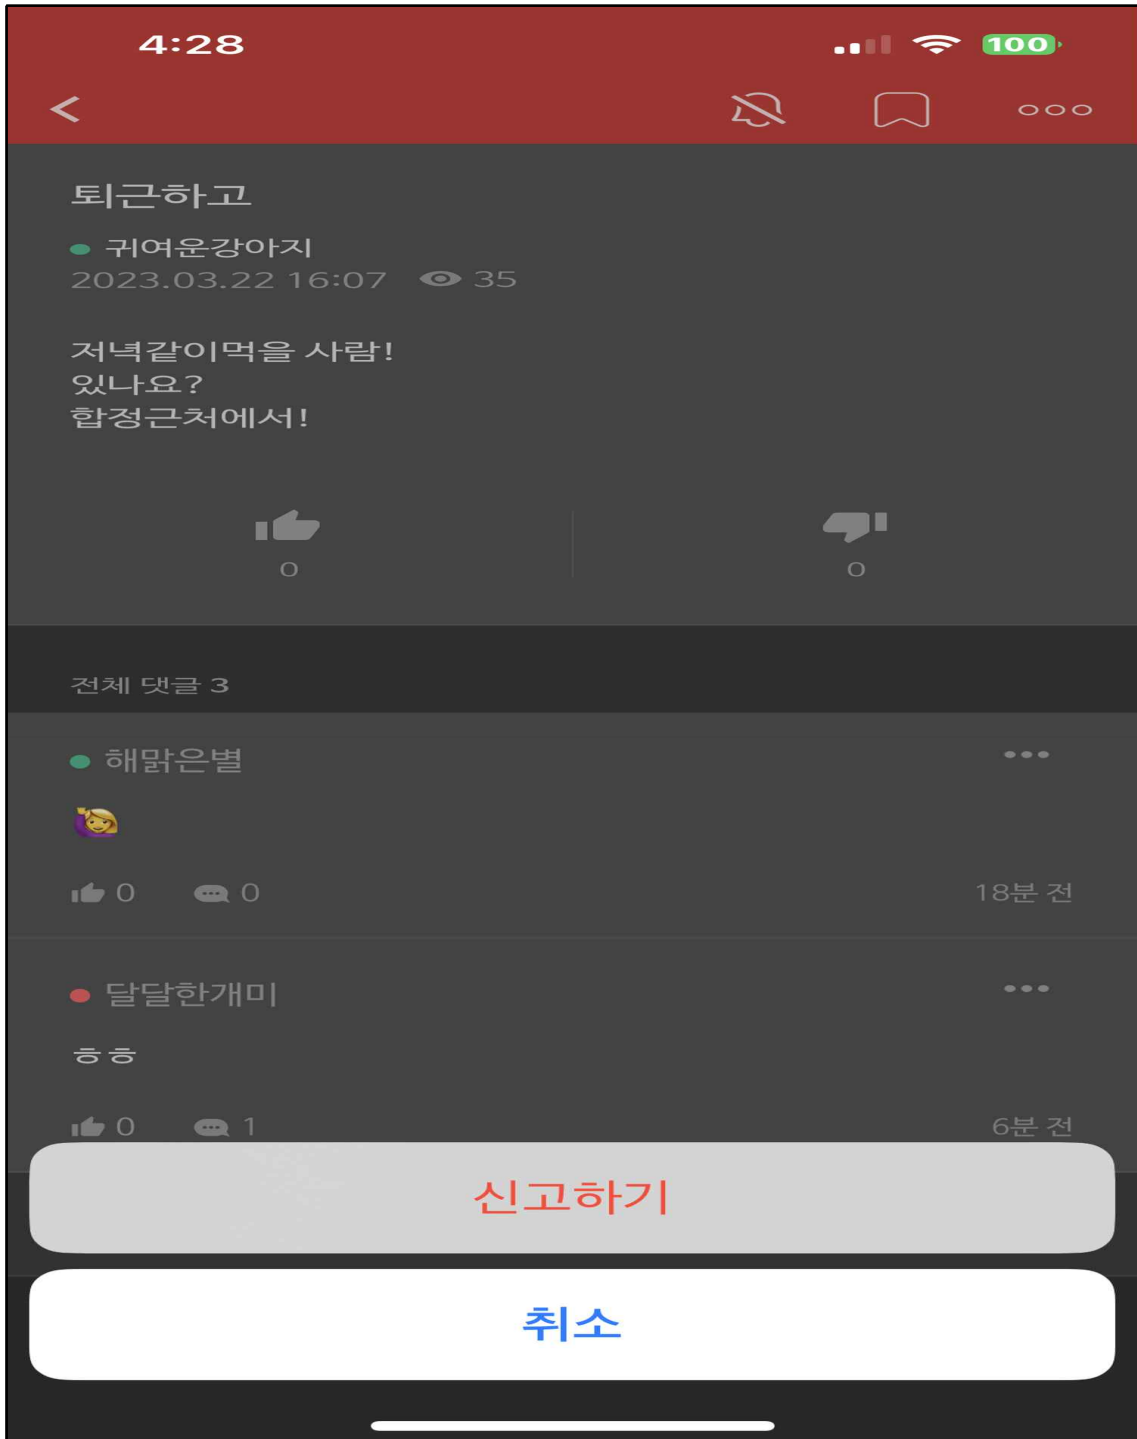 4:28
100
퇴근하고
귀여운강아지
2023.03.22 16:07 35
저녁같이먹을 사람!
있나요?
합정근처에서!
0 0
전체 댓글 3
해맑은별
0 0 18분 전
달달한개미
ㅎㅎ
0 1 6분 전
신고하기
취소